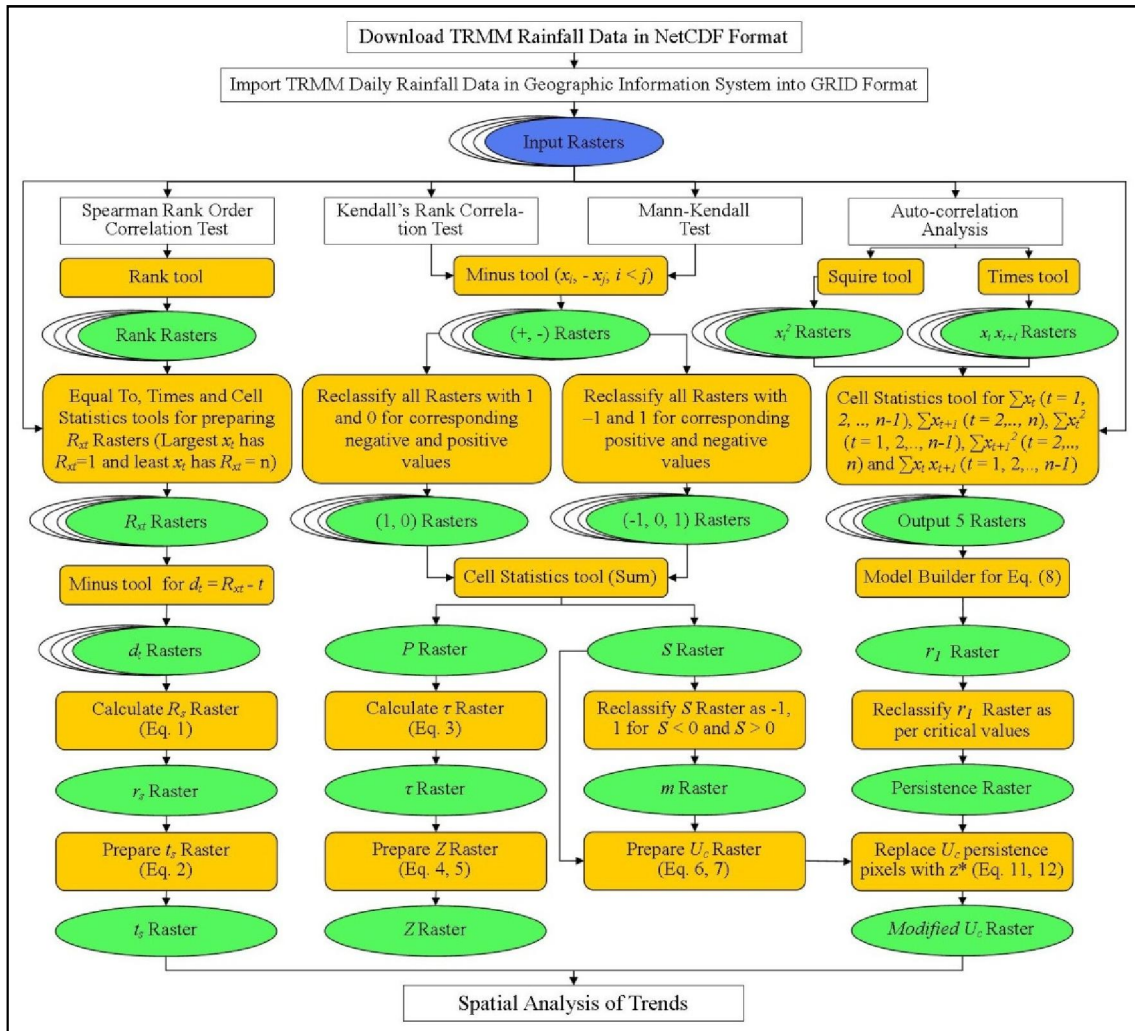 Download TRMM Rainfall Data in NetCDF Format
Import TRMM Daily Rainfall Data in Geographic Information System into GRID Format
Input Rasters
Spearman Rank Order
Correlation Test
Kendall's Rank Correla-
tion Test
Mann-Kendall
Test
Auto-correlation
Analysis
Rank tool
Minus tool (xᵢ, - xⱼ; i < j)
Squire tool
Times tool
Rank Rasters
(+, -) Rasters
xₜ² Rasters
xₜ xₜ₊₁ Rasters
Equal To, Times and Cell
Statistics tools for preparing
Rₓₜ Rasters (Largest xₜ has
Rₓₜ=1 and least xₜ has Rₓₜ = n)
Reclassify all Rasters with 1
and 0 for corresponding
negative and positive
values
Reclassify all Rasters with
–1 and 1 for corresponding
positive and negative
values
Cell Statistics tool for ∑xₜ (t = 1,
2, .., n-1), ∑xₜ₊₁ (t = 2,.., n), ∑xₜ²
(t = 1, 2,.., n-1), ∑xₜ₊₁² (t = 2,..,
n) and ∑xₜ xₜ₊₁ (t = 1, 2,.., n-1)
Rₓₜ Rasters
(1, 0) Rasters
(-1, 0, 1) Rasters
Output 5 Rasters
Minus tool for dₜ = Rₓₜ - t
Cell Statistics tool (Sum)
Model Builder for Eq. (8)
dₜ Rasters
P Raster
S Raster
r₁ Raster
Calculate Rₛ Raster
(Eq. 1)
Calculate τ Raster
(Eq. 3)
Reclassify S Raster as -1,
1 for S < 0 and S > 0
Reclassify r₁ Raster as
per critical values
rₛ Raster
τ Raster
m Raster
Persistence Raster
Prepare tₛ Raster
(Eq. 2)
Prepare Z Raster
(Eq. 4, 5)
Prepare U_c Raster
(Eq. 6, 7)
Replace U_c persistence
pixels with z* (Eq. 11, 12)
tₛ Raster
Z Raster
Modified U_c Raster
Spatial Analysis of Trends